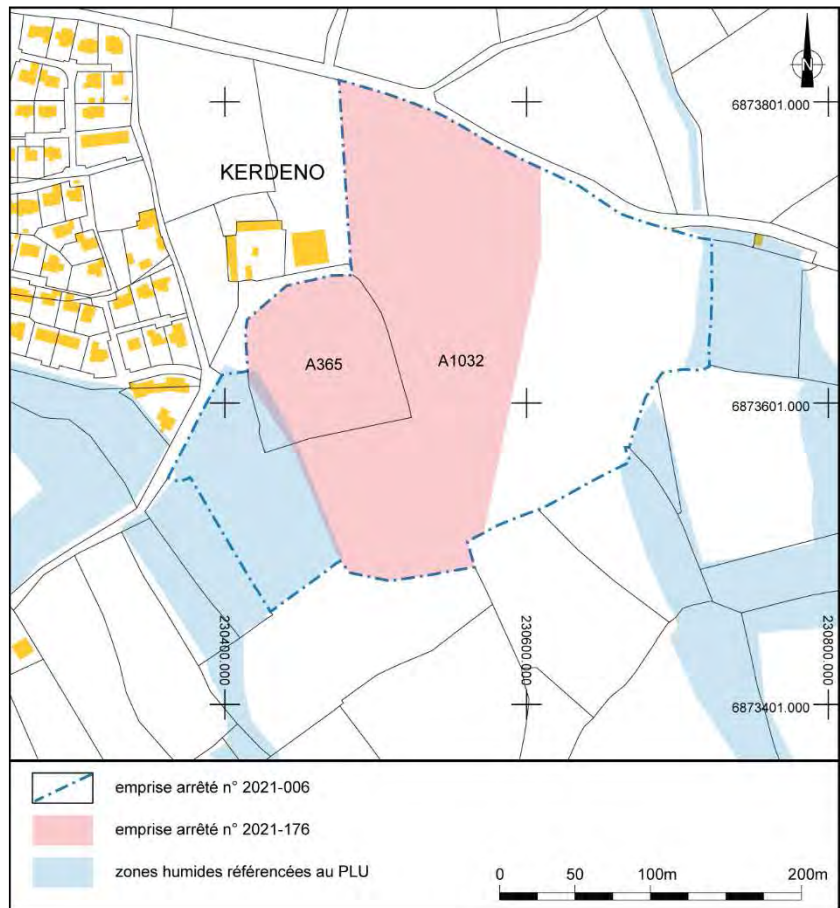 N
6873801.000
KERDENO
A365
A1032
6873601.000
230400.000
230600.000
230800.000
6873401.000
emprise arrêté n° 2021-006
emprise arrêté n° 2021-176
zones humides référencées au PLU
0 50 100m 200m